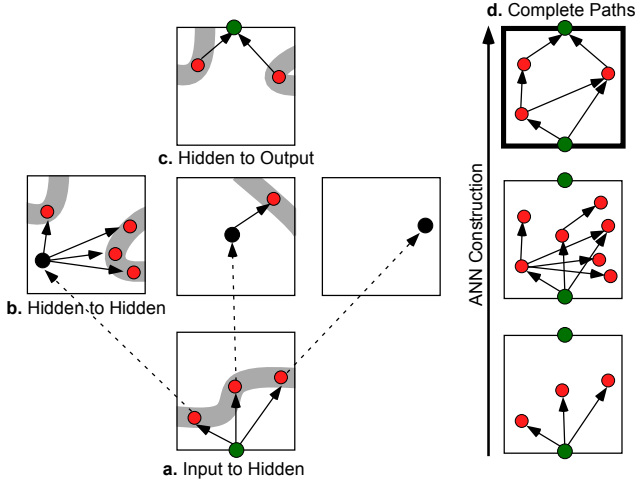 d. Complete Paths
c. Hidden to Output
ANN Construction
b. Hidden to Hidden
a. Input to Hidden